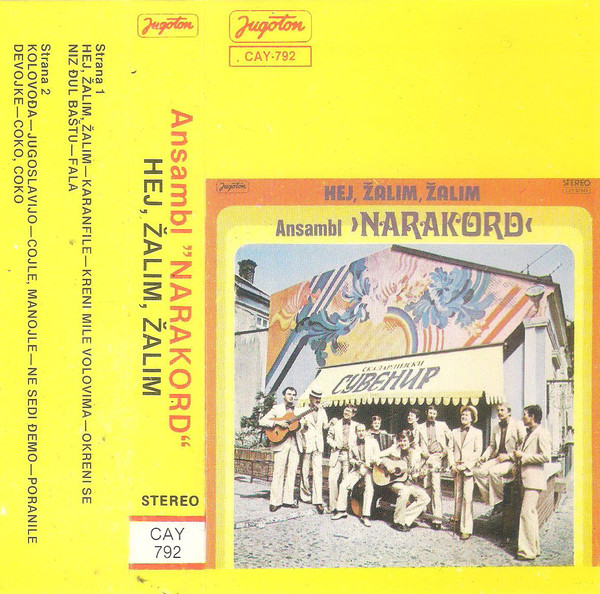 Strana 1
HEJ, ŽALIM, ŽALIM—KARANFILE—KRENI MILE VOLOVIMA—OKRENI SE
NIZ ĐUL BAŠTU—FALA
Strana 2
KOLOVOĐA—JUGOSLAVIJO—COJLE, MANOJLE—NE SEDI ĐEMO—PORANILE
DEVOJKE—COKO, COKO
Jugoton
Ansambl "NARAKORD"
HEJ, ŽALIM, ŽALIM
STEREO
CAY
792
Jugoton
CAY-792
Jugoton
STEREO
HEJ, ŽALIM, ŽALIM
Ansambl ›NARAKORD‹
СКАДАРЛИЈСКИ
СУВЕНИР